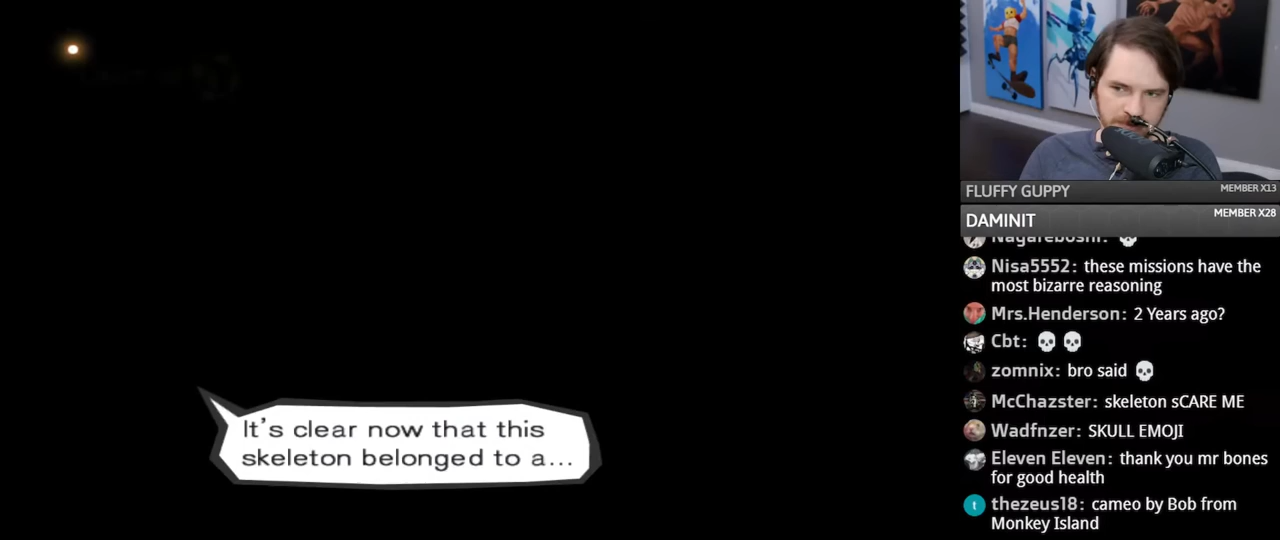 It's clear now that this
skeleton belonged to a...
FLUFFY GUPPY
MEMBER X13
DAMINIT
MEMBER X28
Nagareboshi: 💀
Nisa5552: these missions have the
most bizarre reasoning
Mrs.Henderson: 2 Years ago?
Cbt: 💀 💀
zomnix: bro said 💀
McChazster: skeleton sCARE ME
Wadfnzer: SKULL EMOJI
Eleven Eleven: thank you mr bones
for good health
t thezeus18: cameo by Bob from
Monkey Island